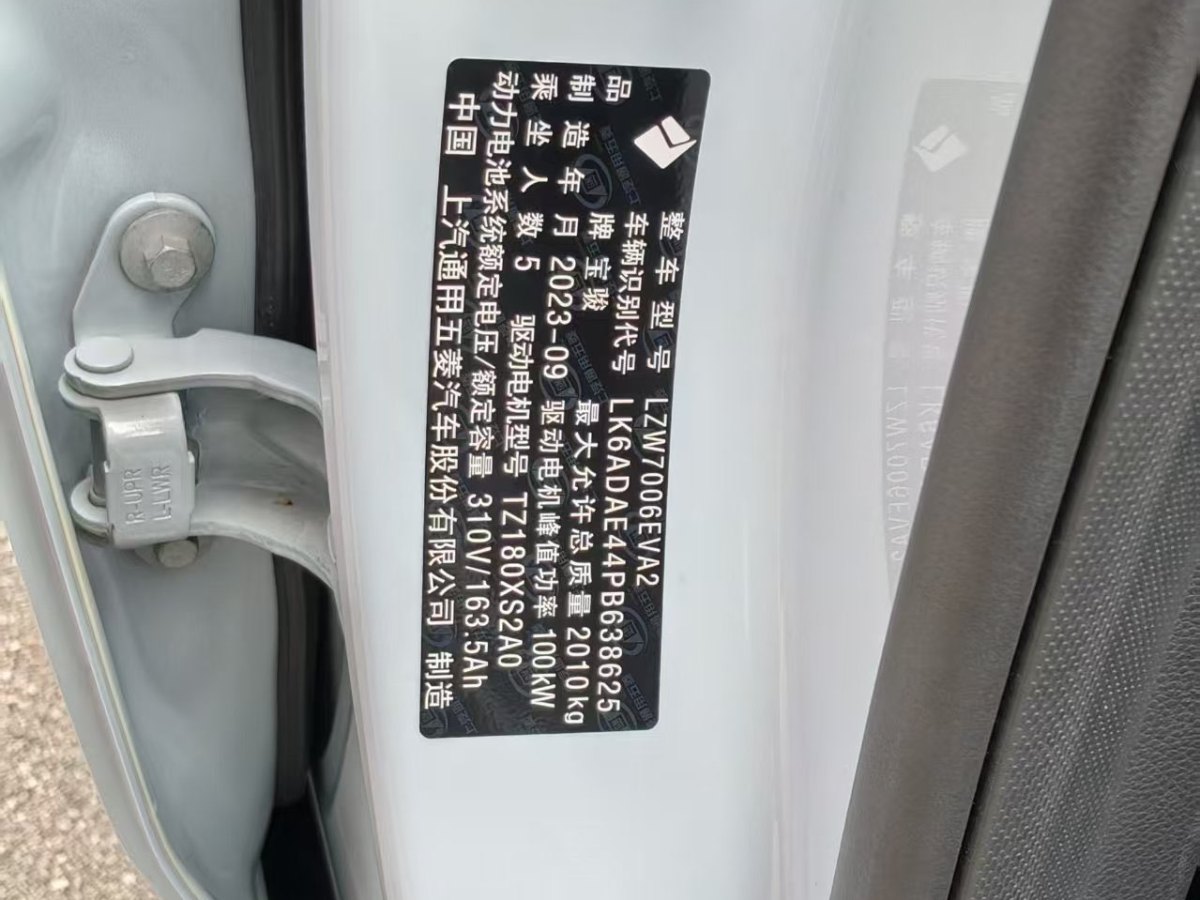 整车型号 LZW7006EVA2
车辆识别代号 LK6ADAE44PB638625
品牌 宝骏 最大允许总质量 2010kg
制造年月 2023-09 驱动电机峰值功率 100kW
乘坐人数 5 驱动电机型号 TZ180XS2A0
动力电池系统额定电压/额定容量 310V/163.5Ah
中国 上汽通用五菱汽车股份有限公司 制造
R-UPR
L-LWR